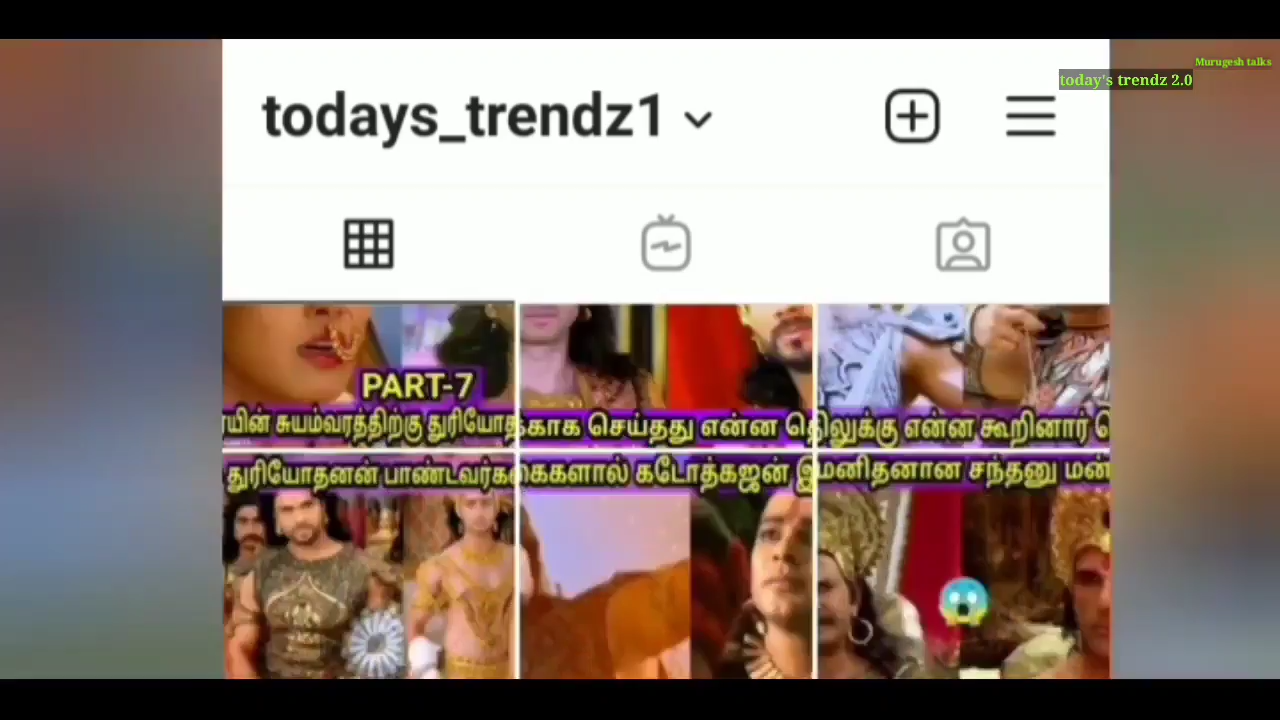 Murugesh talks
today's trendz 2.0
todays_trendz1
PART-7
யின் சுயம்வரத்திற்கு துரியோத
காக செய்தது என்ன
திலுக்கு என்ன கூறினார்
துரியோதனன் பாண்டவர்க
கைகளால் கடோத்கஜன்
மனிதனான சந்தனு மன்